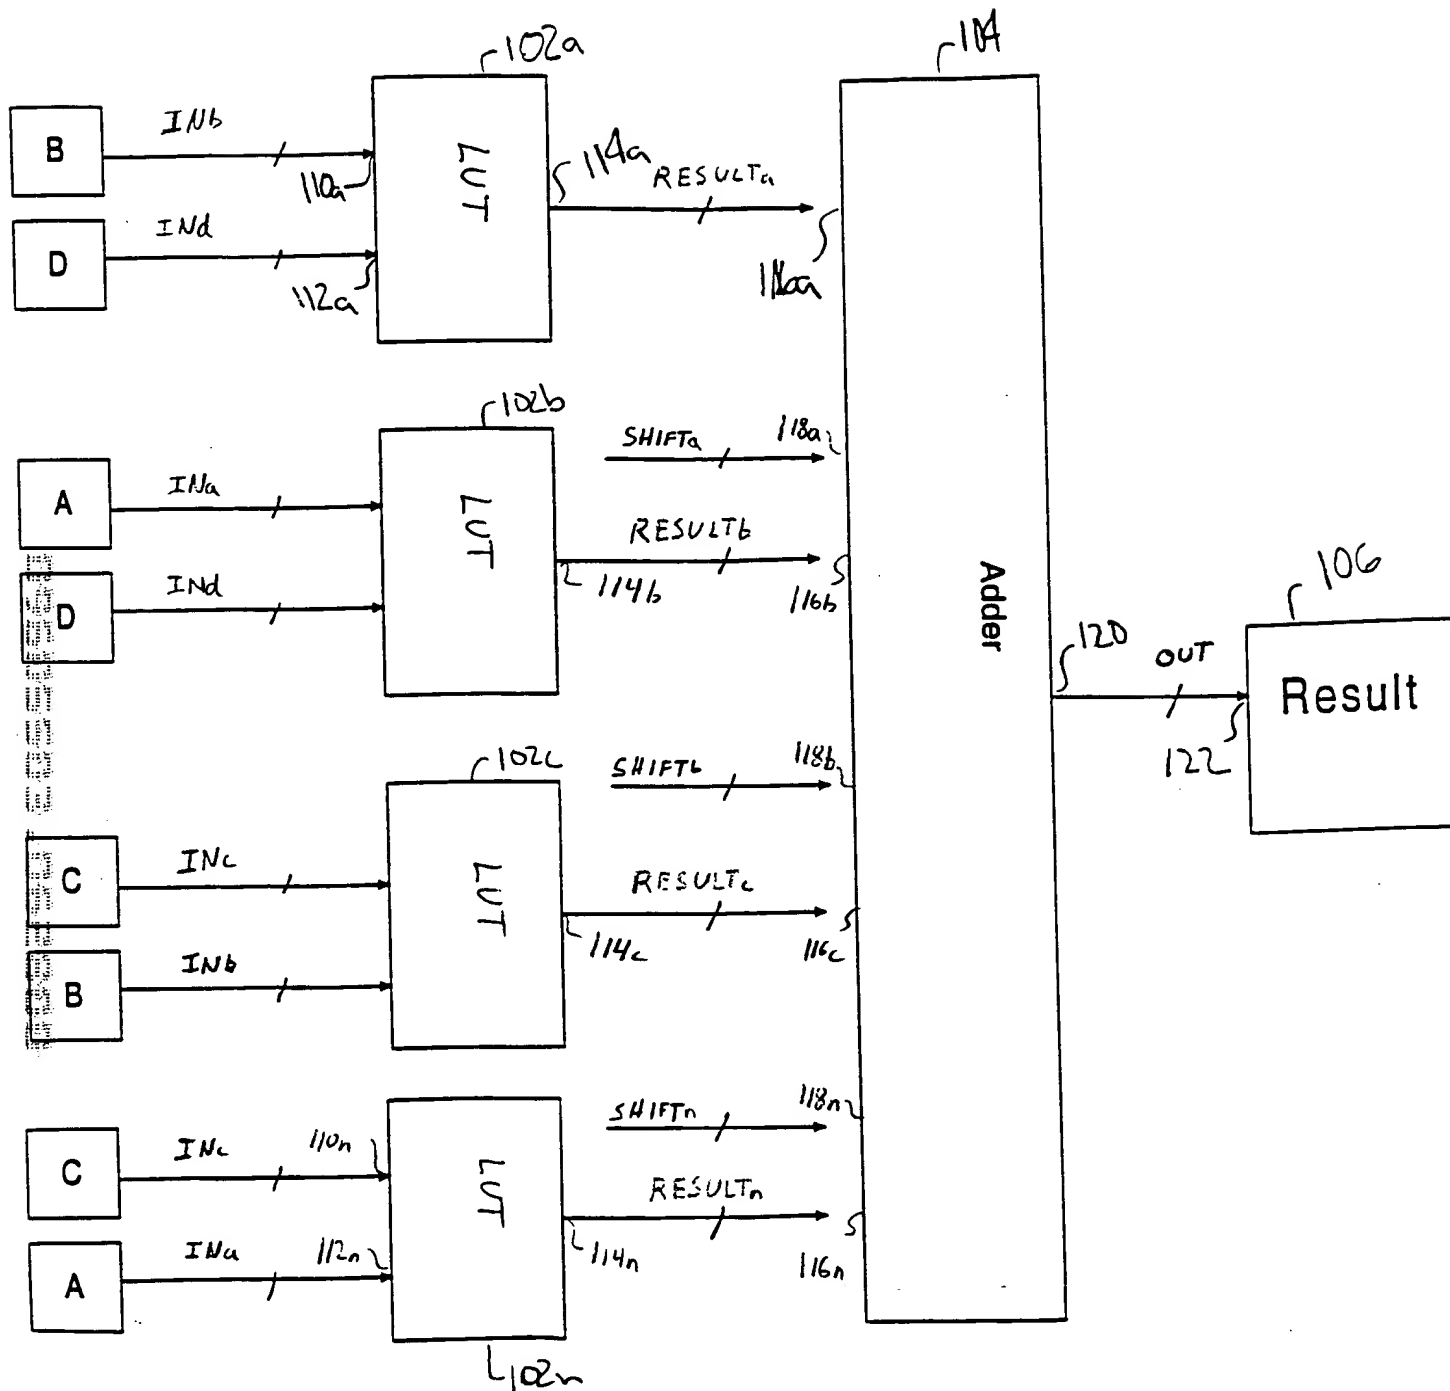 102a
104
B
INb
110a
LUT
114a
RESULTa
D
INd
112a
102b
SHIFTa
118a
A
INa
LUT
RESULTb
114b
116b
D
INd
Adder
106
120
OUT
Result
122
102c
SHIFTb
118b
C
INc
LUT
RESULTc
114c
116c
B
INb
SHIFTn
118n
C
INc
110n
LUT
RESULTn
114n
116n
A
INa
112n
102n